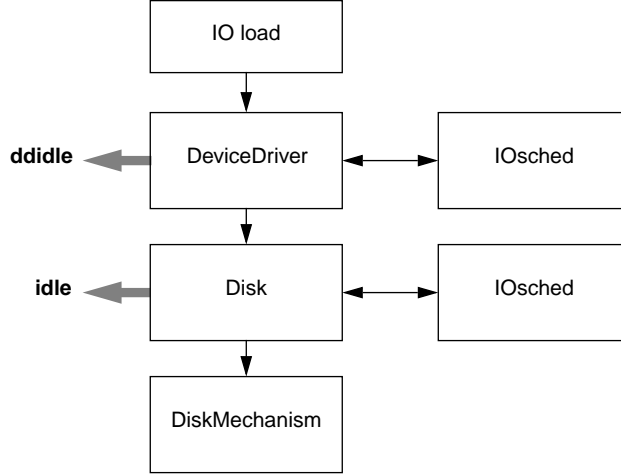 IO load
ddidle
DeviceDriver
IOsched
idle
Disk
IOsched
DiskMechanism